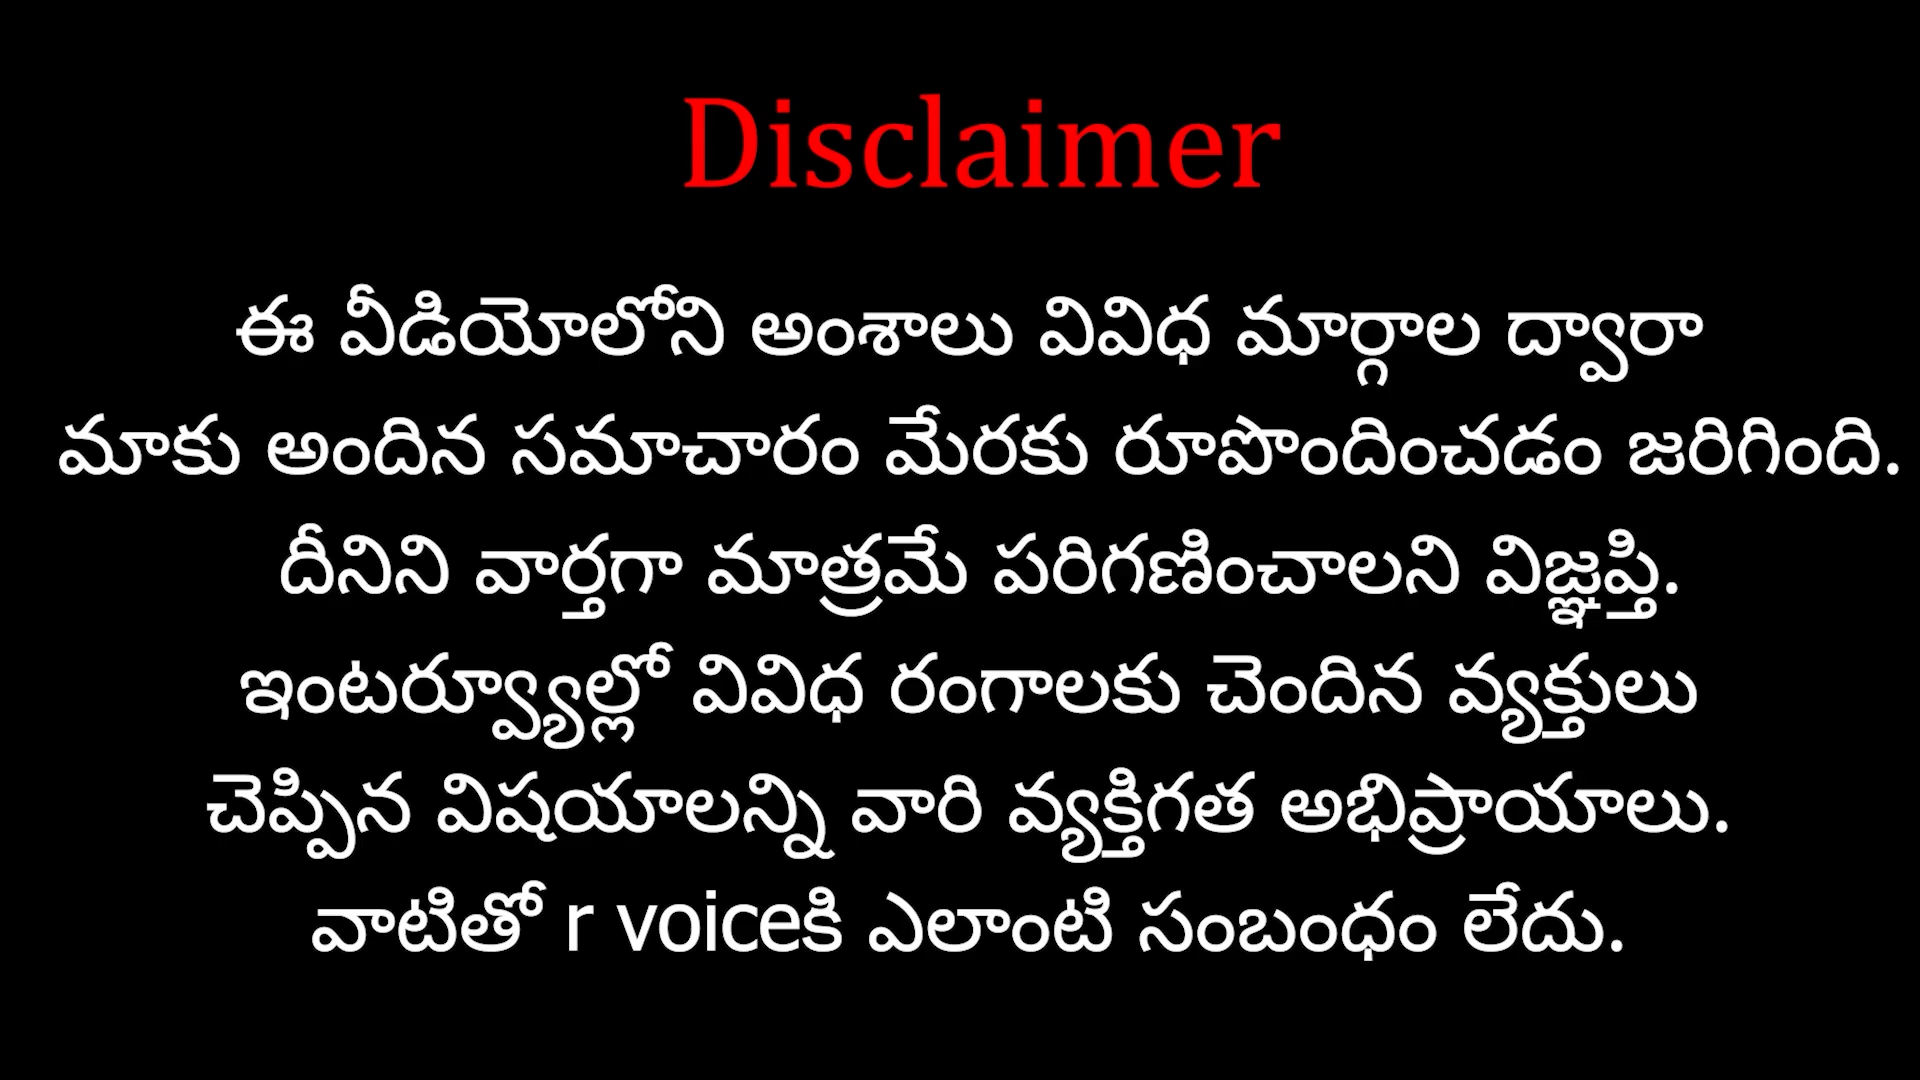 Disclaimer
ఈ వీడియోలోని అంశాలు వివిధ మార్గాల ద్వారా
మాకు అందిన సమాచారం మేరకు రూపొందించడం జరిగింది.
దీనిని వార్తగా మాత్రమే పరిగణించాలని విజ్ఞప్తి.
ఇంటర్వ్యూల్లో వివిధ రంగాలకు చెందిన వ్యక్తులు
చెప్పిన విషయాలన్ని వారి వ్యక్తిగత అభిప్రాయాలు.
వాటితో r voiceకి ఎలాంటి సంబంధం లేదు.